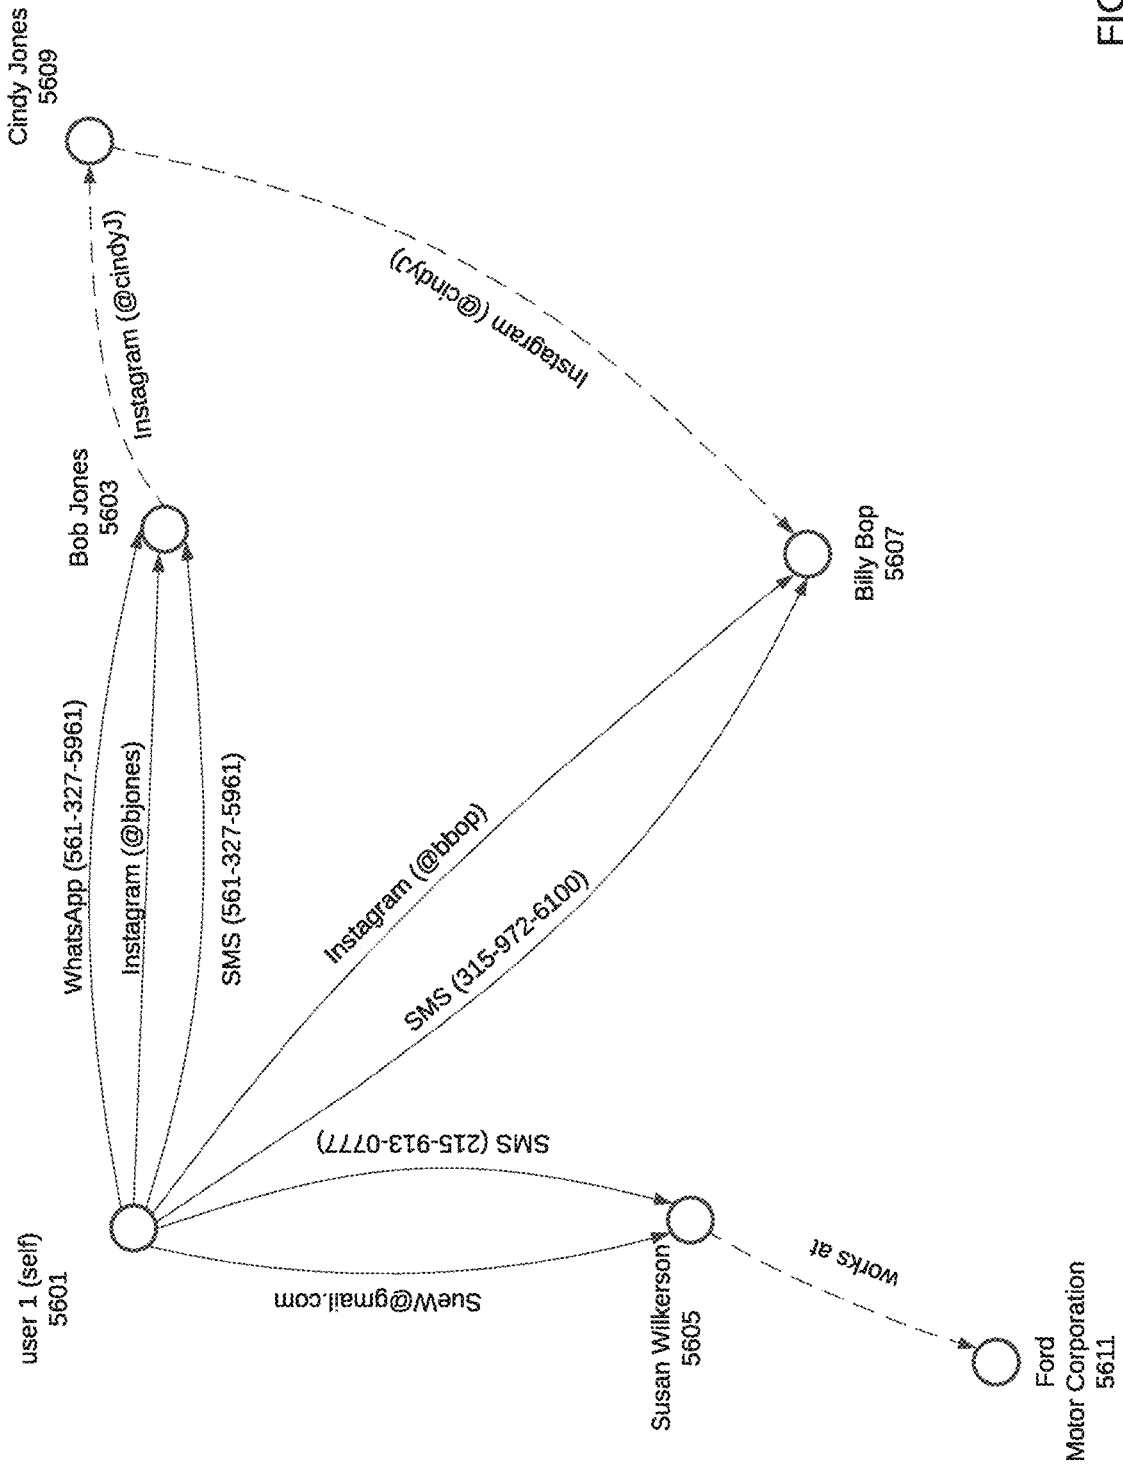 user 1 (self)
5601
WhatsApp (561-327-5961)
Instagram (@bjones)
SMS (561-327-5961)
Bob Jones
5603
Instagram (@cindyJ)
Cindy Jones
5609
Instagram (@cindyJ)
Instagram (@bbop)
SMS (315-972-6100)
Billy Bop
5607
SMS (215-913-0777)
SueW@gmail.com
Susan Wilkerson
5605
works at
Ford
Motor Corporation
5611